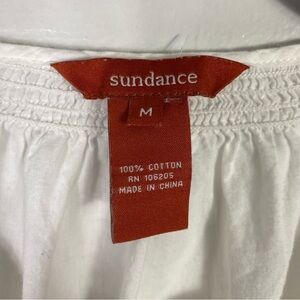 sundance
M
100% COTTON
RN 106205
MADE IN CHINA